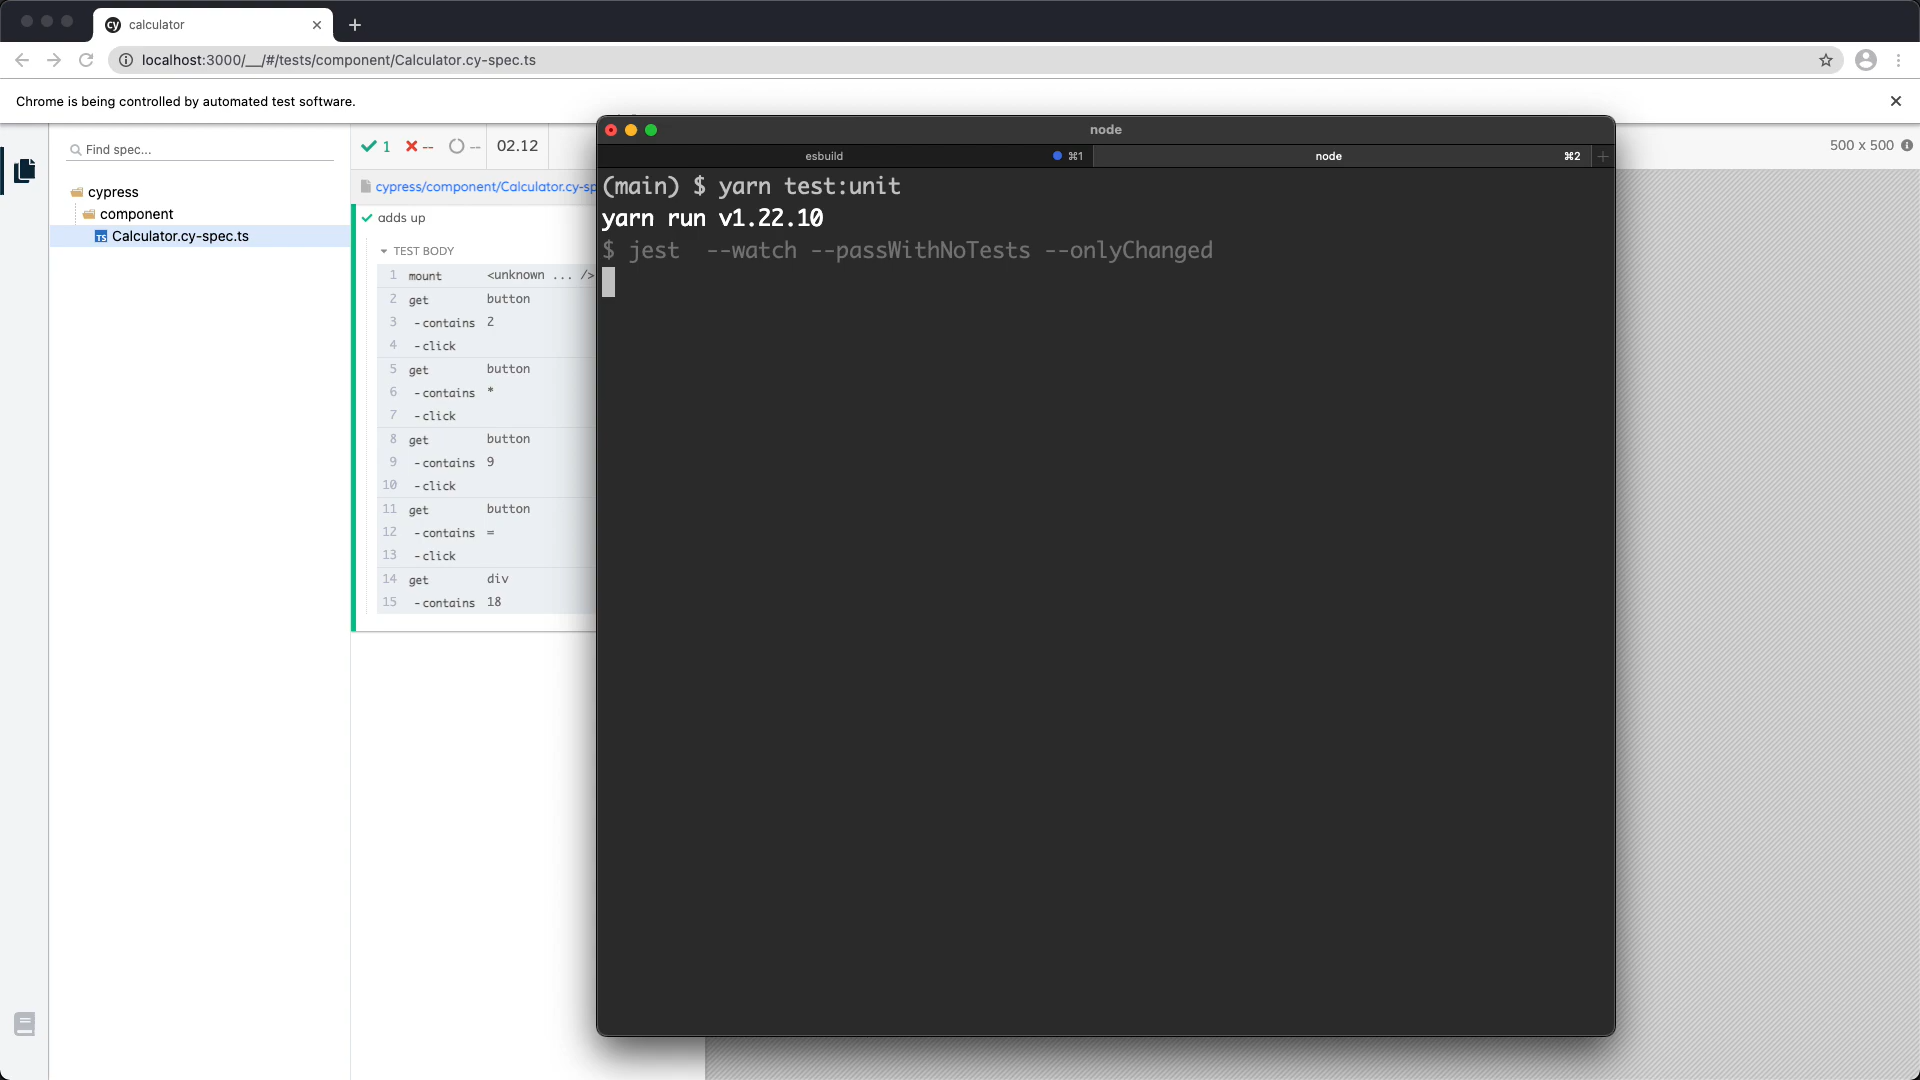 calculator
localhost:3000/__/#/tests/component/Calculator.cy-spec.ts
Chrome is being controlled by automated test software.
Find spec...
cypress
component
TS Calculator.cy-spec.ts
1 -- -- 02.12
cypress/component/Calculator.cy-sp
adds up
TEST BODY
1 mount <unknown ... />
2 get button
3 -contains 2
4 -click
5 get button
6 -contains *
7 -click
8 get button
9 -contains 9
10 -click
11 get button
12 -contains =
13 -click
14 get div
15 -contains 18
node
esbuild ⌘1 node ⌘2
(main) $ yarn test:unit
yarn run v1.22.10
$ jest --watch --passWithNoTests --onlyChanged
500 x 500